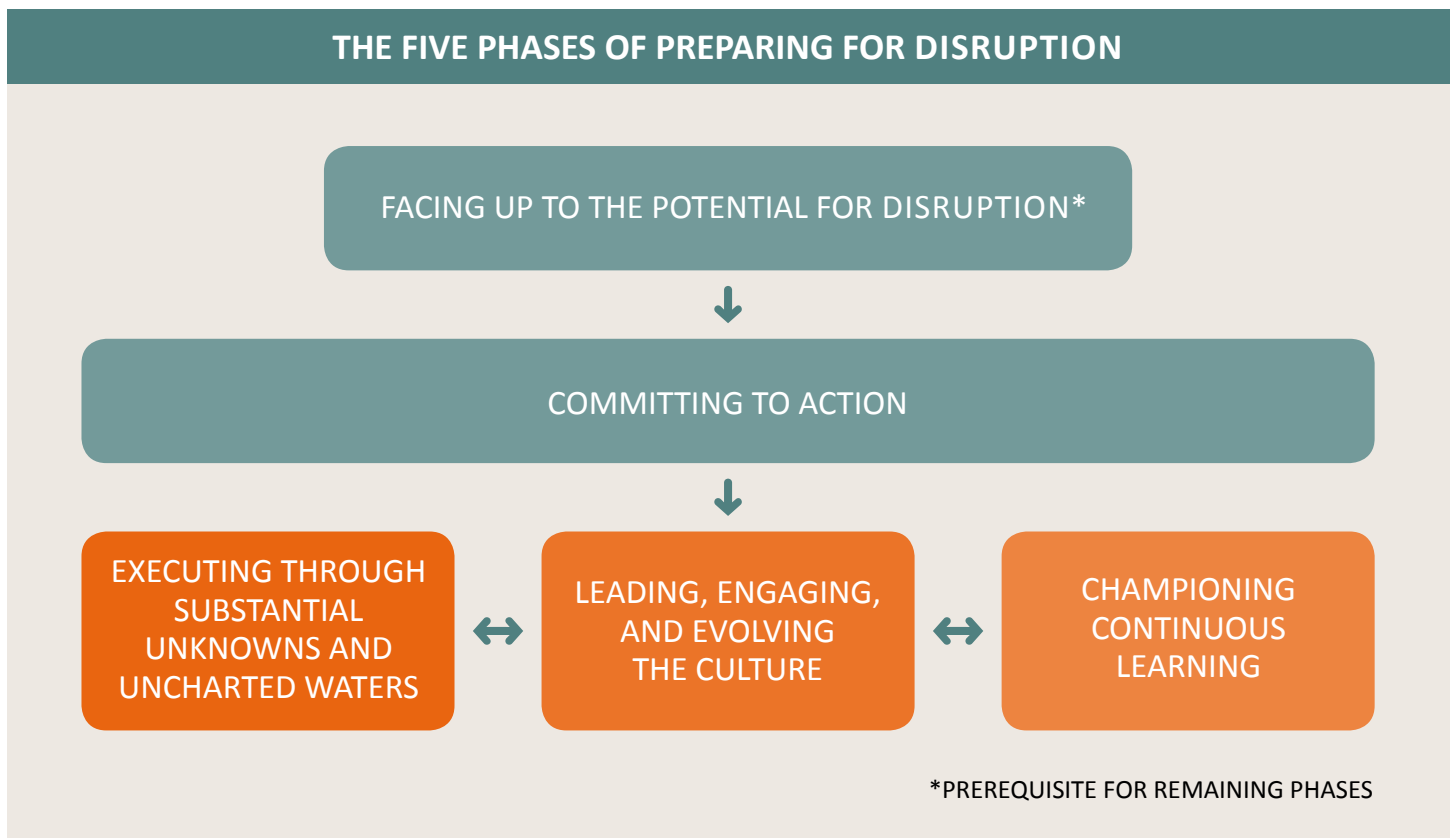 THE FIVE PHASES OF PREPARING FOR DISRUPTION
FACING UP TO THE POTENTIAL FOR DISRUPTION*
COMMITTING TO ACTION
EXECUTING THROUGH
SUBSTANTIAL
UNKNOWNS AND
UNCHARTED WATERS
LEADING, ENGAGING,
AND EVOLVING
THE CULTURE
CHAMPIONING
CONTINUOUS
LEARNING
*PREREQUISITE FOR REMAINING PHASES